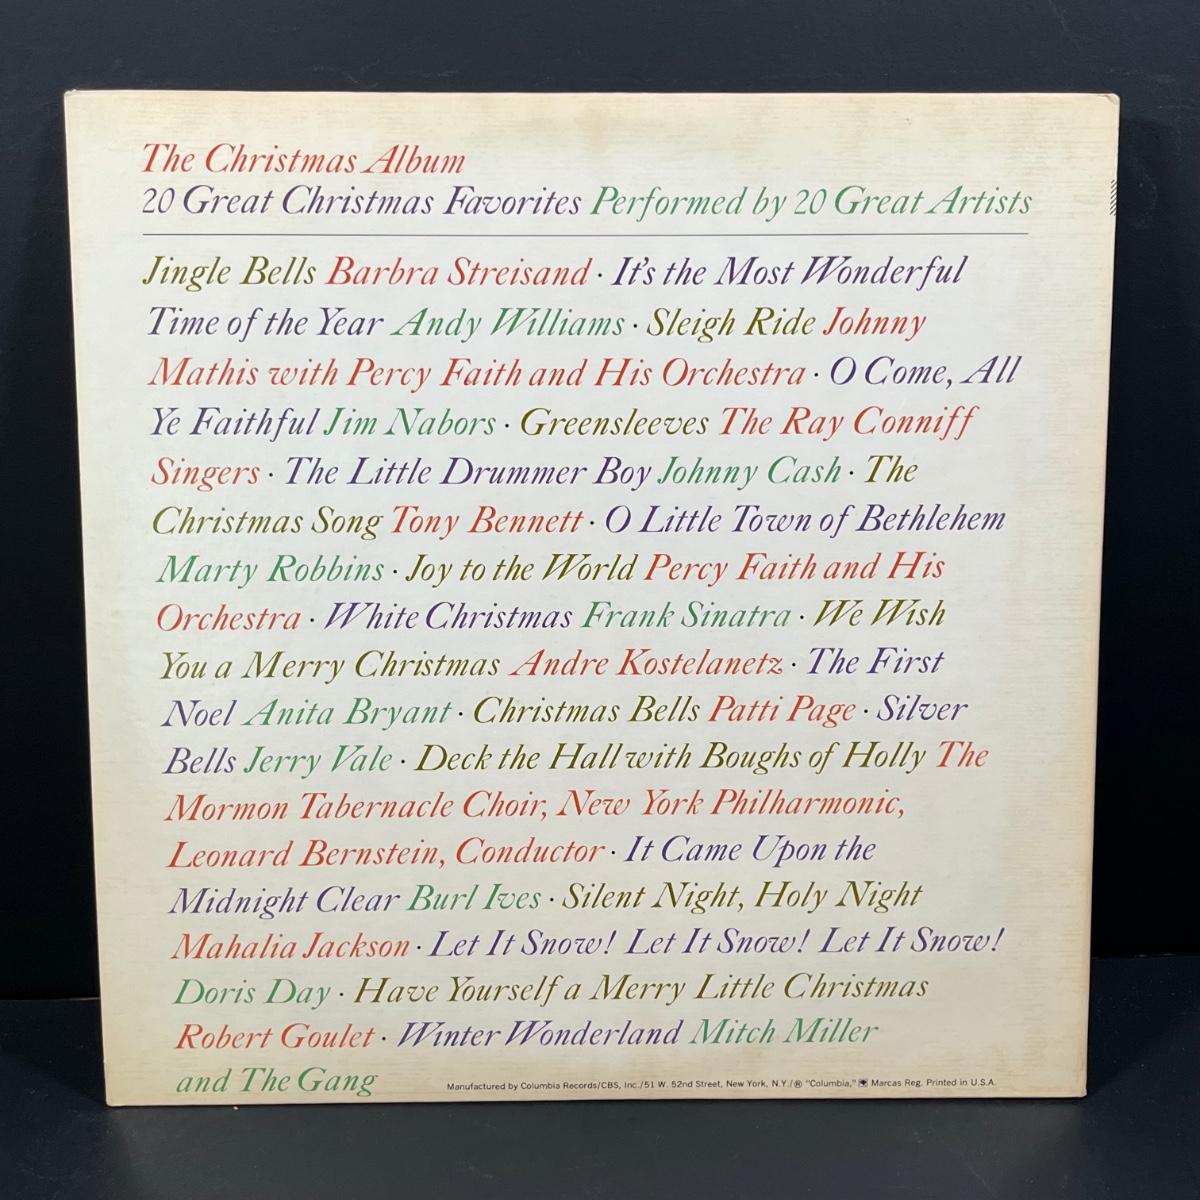 The Christmas Album
20 Great Christmas Favorites Performed by 20 Great Artists
Jingle Bells Barbra Streisand · It's the Most Wonderful
Time of the Year Andy Williams · Sleigh Ride Johnny
Mathis with Percy Faith and His Orchestra · O Come, All
Ye Faithful Jim Nabors · Greensleeves The Ray Conniff
Singers · The Little Drummer Boy Johnny Cash · The
Christmas Song Tony Bennett · O Little Town of Bethlehem
Marty Robbins · Joy to the World Percy Faith and His
Orchestra · White Christmas Frank Sinatra · We Wish
You a Merry Christmas Andre Kostelanetz · The First
Noel Anita Bryant · Christmas Bells Patti Page · Silver
Bells Jerry Vale · Deck the Hall with Boughs of Holly The
Mormon Tabernacle Choir, New York Philharmonic,
Leonard Bernstein, Conductor · It Came Upon the
Midnight Clear Burl Ives · Silent Night, Holy Night
Mahalia Jackson · Let It Snow! Let It Snow! Let It Snow!
Doris Day · Have Yourself a Merry Little Christmas
Robert Goulet · Winter Wonderland Mitch Miller
and The Gang
Manufactured by Columbia Records/CBS, Inc./51 W. 52nd Street, New York, N.Y./® "Columbia," Marcas Reg. Printed in U.S.A.